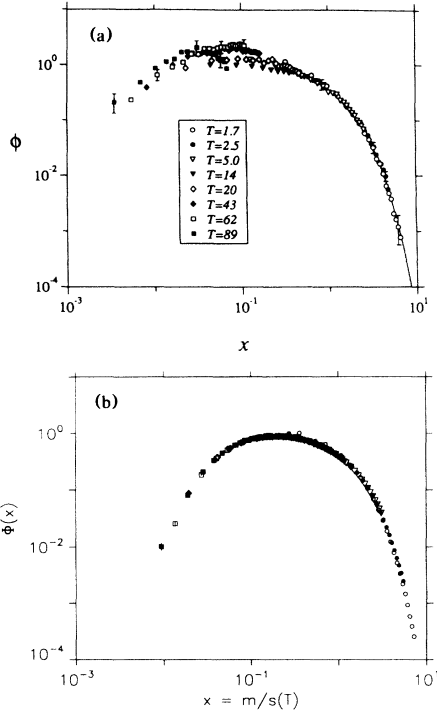 (a)
10⁰
10⁻²
10⁻⁴
ϕ
T=1.7
T=2.5
T=5.0
T=14
T=20
T=43
T=62
T=89
10⁻³
10⁻¹
10¹
x
(b)
10⁰
10⁻²
10⁻⁴
Φ(x)
10⁻³
10⁻¹
10¹
x = m/s(T)